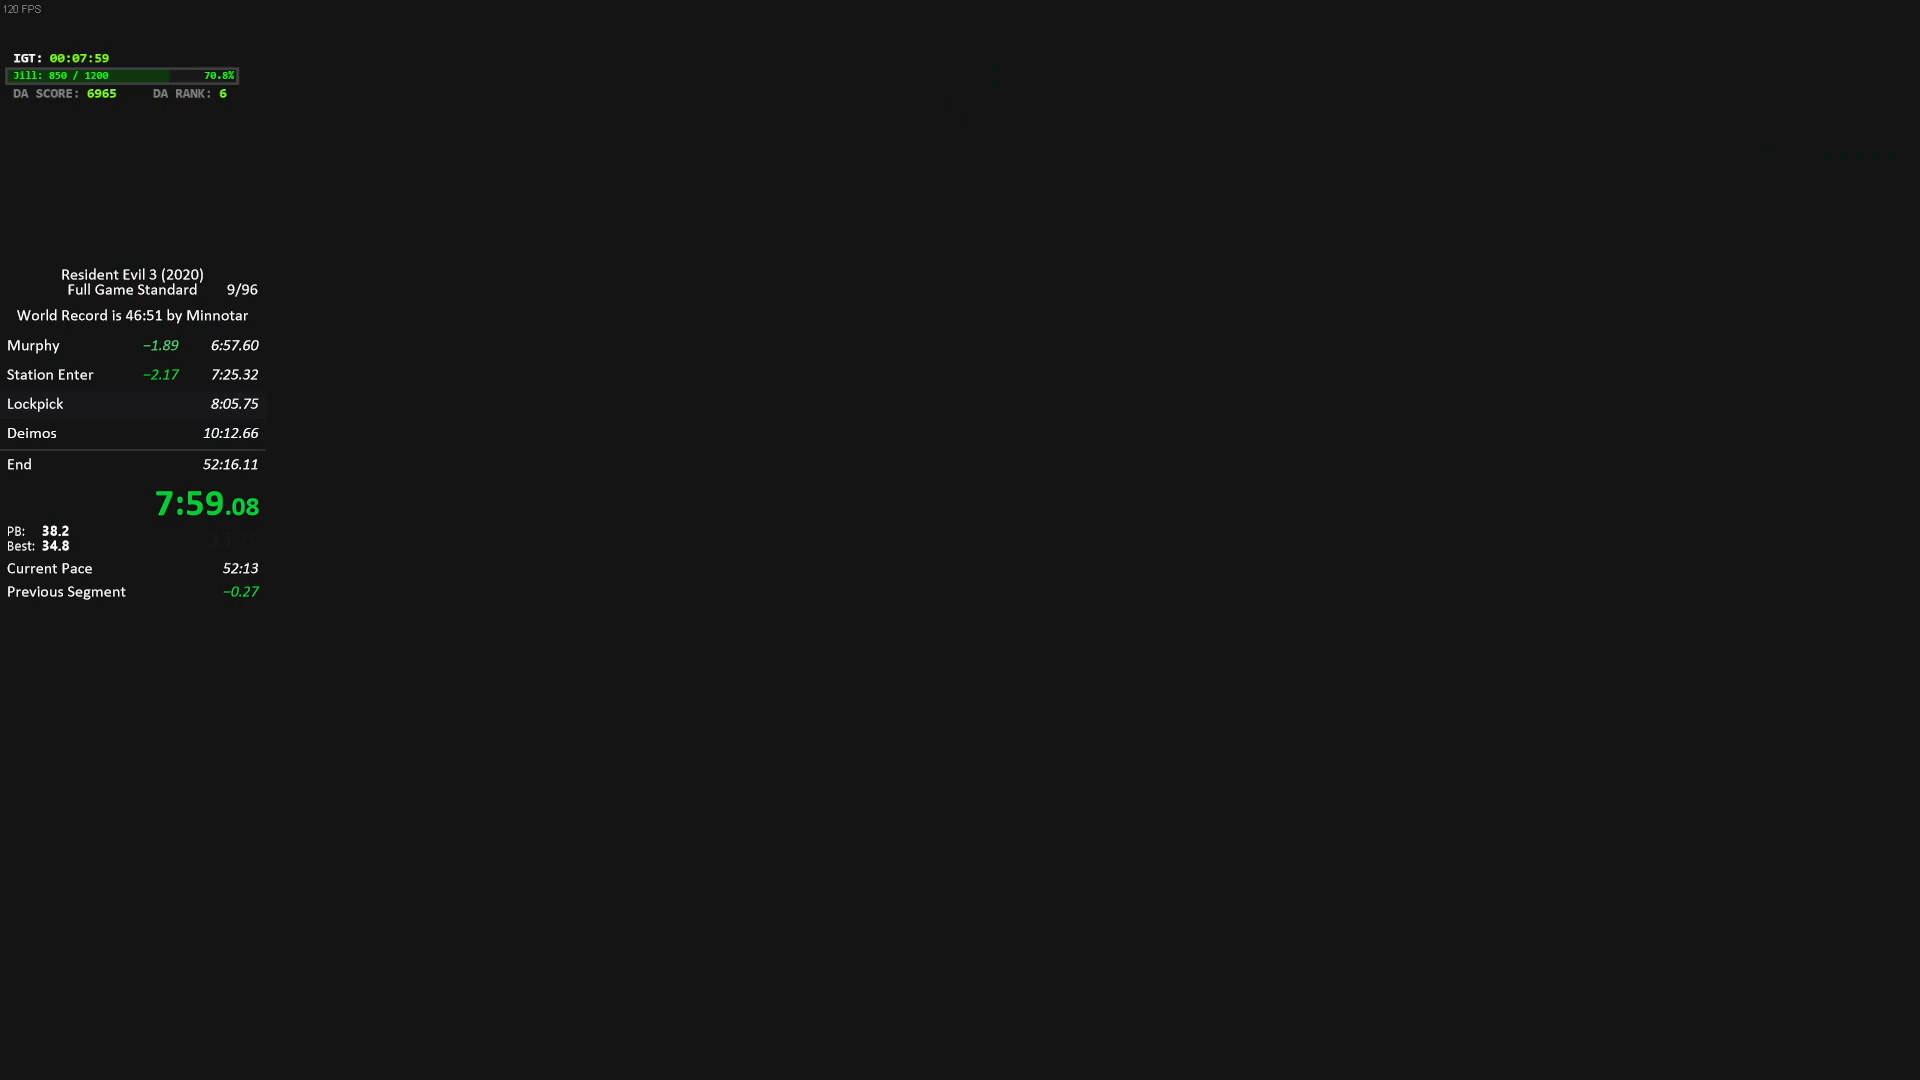 120 FPS
IGT: 00:07:59
Jill: 850 / 1200 70.8%
DA SCORE: 6965 DA RANK: 6
Resident Evil 3 (2020)
Full Game Standard 9/96
World Record is 46:51 by Minnotar
Murphy −1.89 6:57.60
Station Enter −2.17 7:25.32
Lockpick 8:05.75
Deimos 10:12.66
End 52:16.11
7:59.08
PB: 38.2
Best: 34.8
Current Pace 52:13
Previous Segment −0.27